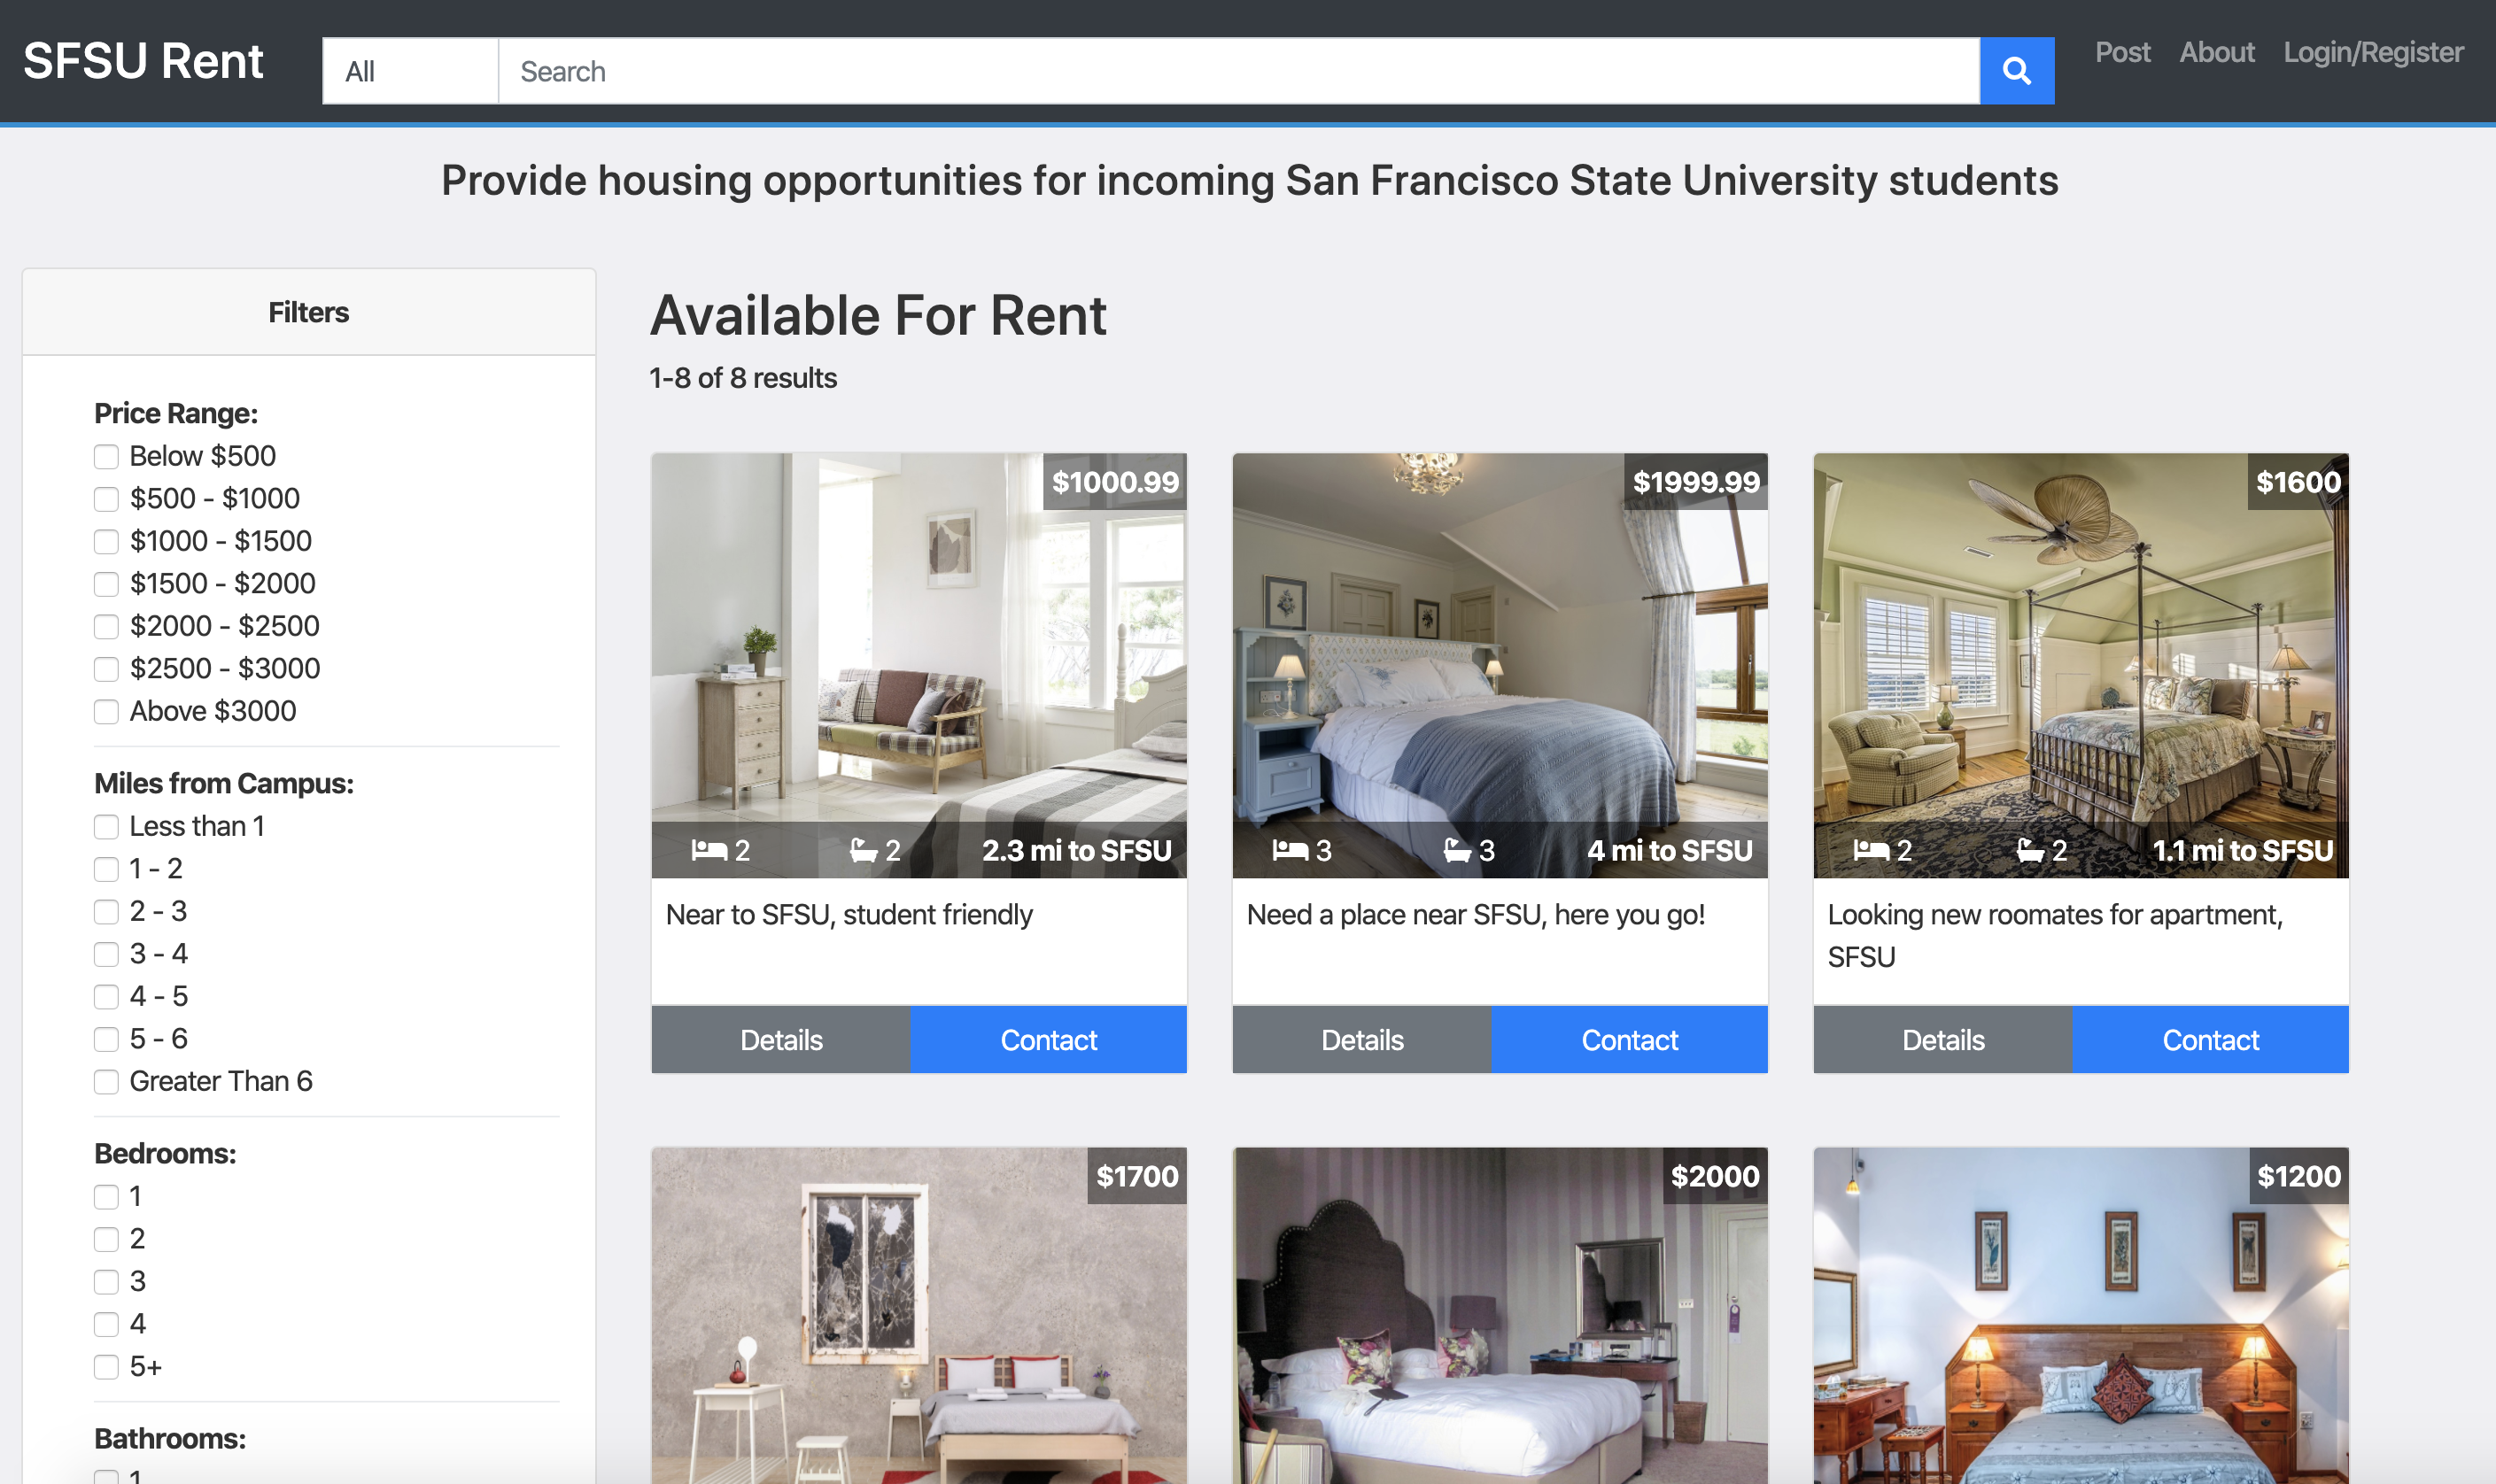 SFSU Rent
All
Search
Post
About
Login/Register
Provide housing opportunities for incoming San Francisco State University students
Filters
Price Range:
Below $500
$500 - $1000
$1000 - $1500
$1500 - $2000
$2000 - $2500
$2500 - $3000
Above $3000
Miles from Campus:
Less than 1
1 - 2
2 - 3
3 - 4
4 - 5
5 - 6
Greater Than 6
Bedrooms:
1
2
3
4
5+
Bathrooms:
1
Available For Rent
1-8 of 8 results
$1000.99
2
2
2.3 mi to SFSU
Near to SFSU, student friendly
Details
Contact
$1999.99
3
3
4 mi to SFSU
Need a place near SFSU, here you go!
Details
Contact
$1600
2
2
1.1 mi to SFSU
Looking new roomates for apartment,
SFSU
Details
Contact
$1700
$2000
$1200